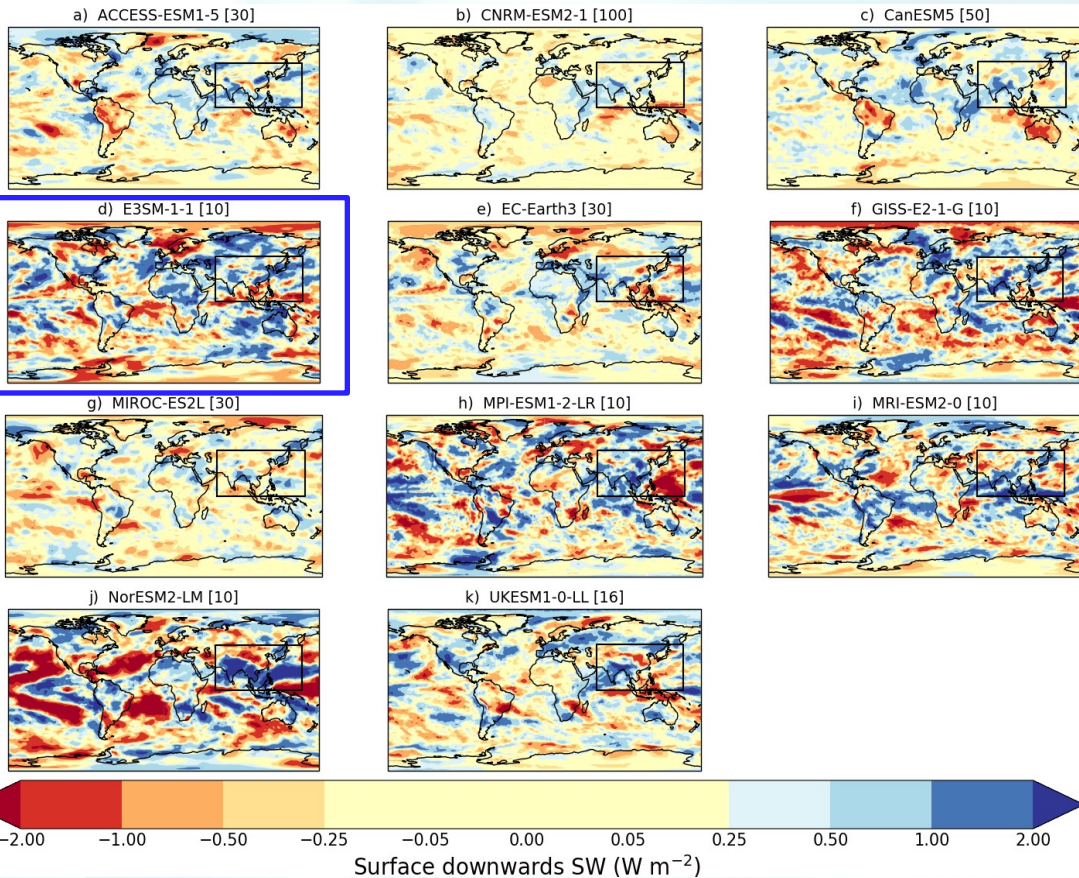 a) ACCESS-ESM1-5 [30]
b) CNRM-ESM2-1 [100]
c) CanESM5 [50]
d) E3SM-1-1 [10]
e) EC-Earth3 [30]
f) GISS-E2-1-G [10]
g) MIROC-ES2L [30]
h) MPI-ESM1-2-LR [10]
i) MRI-ESM2-0 [10]
j) NorESM2-LM [10]
k) UKESM1-0-LL [16]
−2.00 −1.00 −0.50 −0.25 −0.05 0.00 0.05 0.25 0.50 1.00 2.00
Surface downwards SW (W m⁻²)